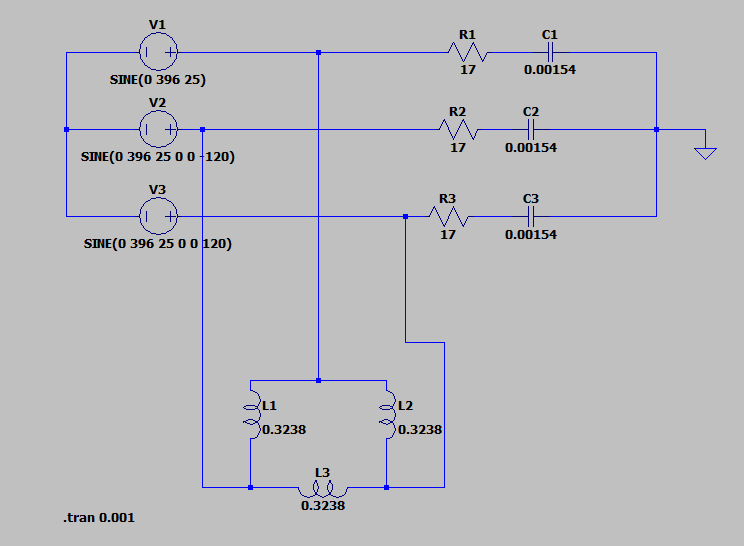 V1
SINE(0 396 25)
R1
17
C1
0.00154
V2
SINE(0 396 25 0 0 -120)
R2
17
C2
0.00154
V3
SINE(0 396 25 0 0 120)
R3
17
C3
0.00154
L1
0.3238
L2
0.3238
L3
0.3238
.tran 0.001